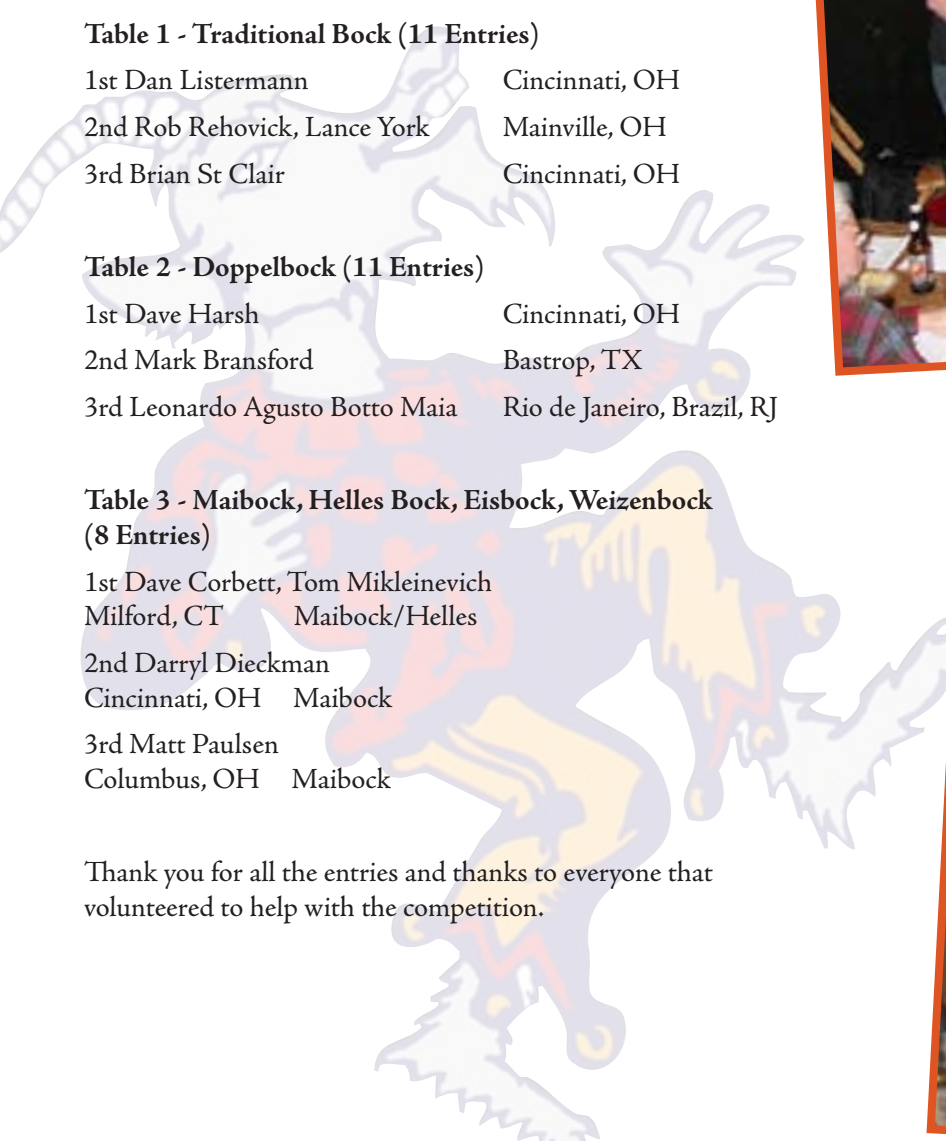 Table 1 - Traditional Bock (11 Entries)
1st Dan Listermann Cincinnati, OH
2nd Rob Rehovick, Lance York Mainville, OH
3rd Brian St Clair Cincinnati, OH
Table 2 - Doppelbock (11 Entries)
1st Dave Harsh Cincinnati, OH
2nd Mark Bransford Bastrop, TX
3rd Leonardo Agusto Botto Maia Rio de Janeiro, Brazil, RJ
Table 3 - Maibock, Helles Bock, Eisbock, Weizenbock
(8 Entries)
1st Dave Corbett, Tom Mikleinevich
Milford, CT Maibock/Helles
2nd Darryl Dieckman
Cincinnati, OH Maibock
3rd Matt Paulsen
Columbus, OH Maibock
Thank you for all the entries and thanks to everyone that
volunteered to help with the competition.